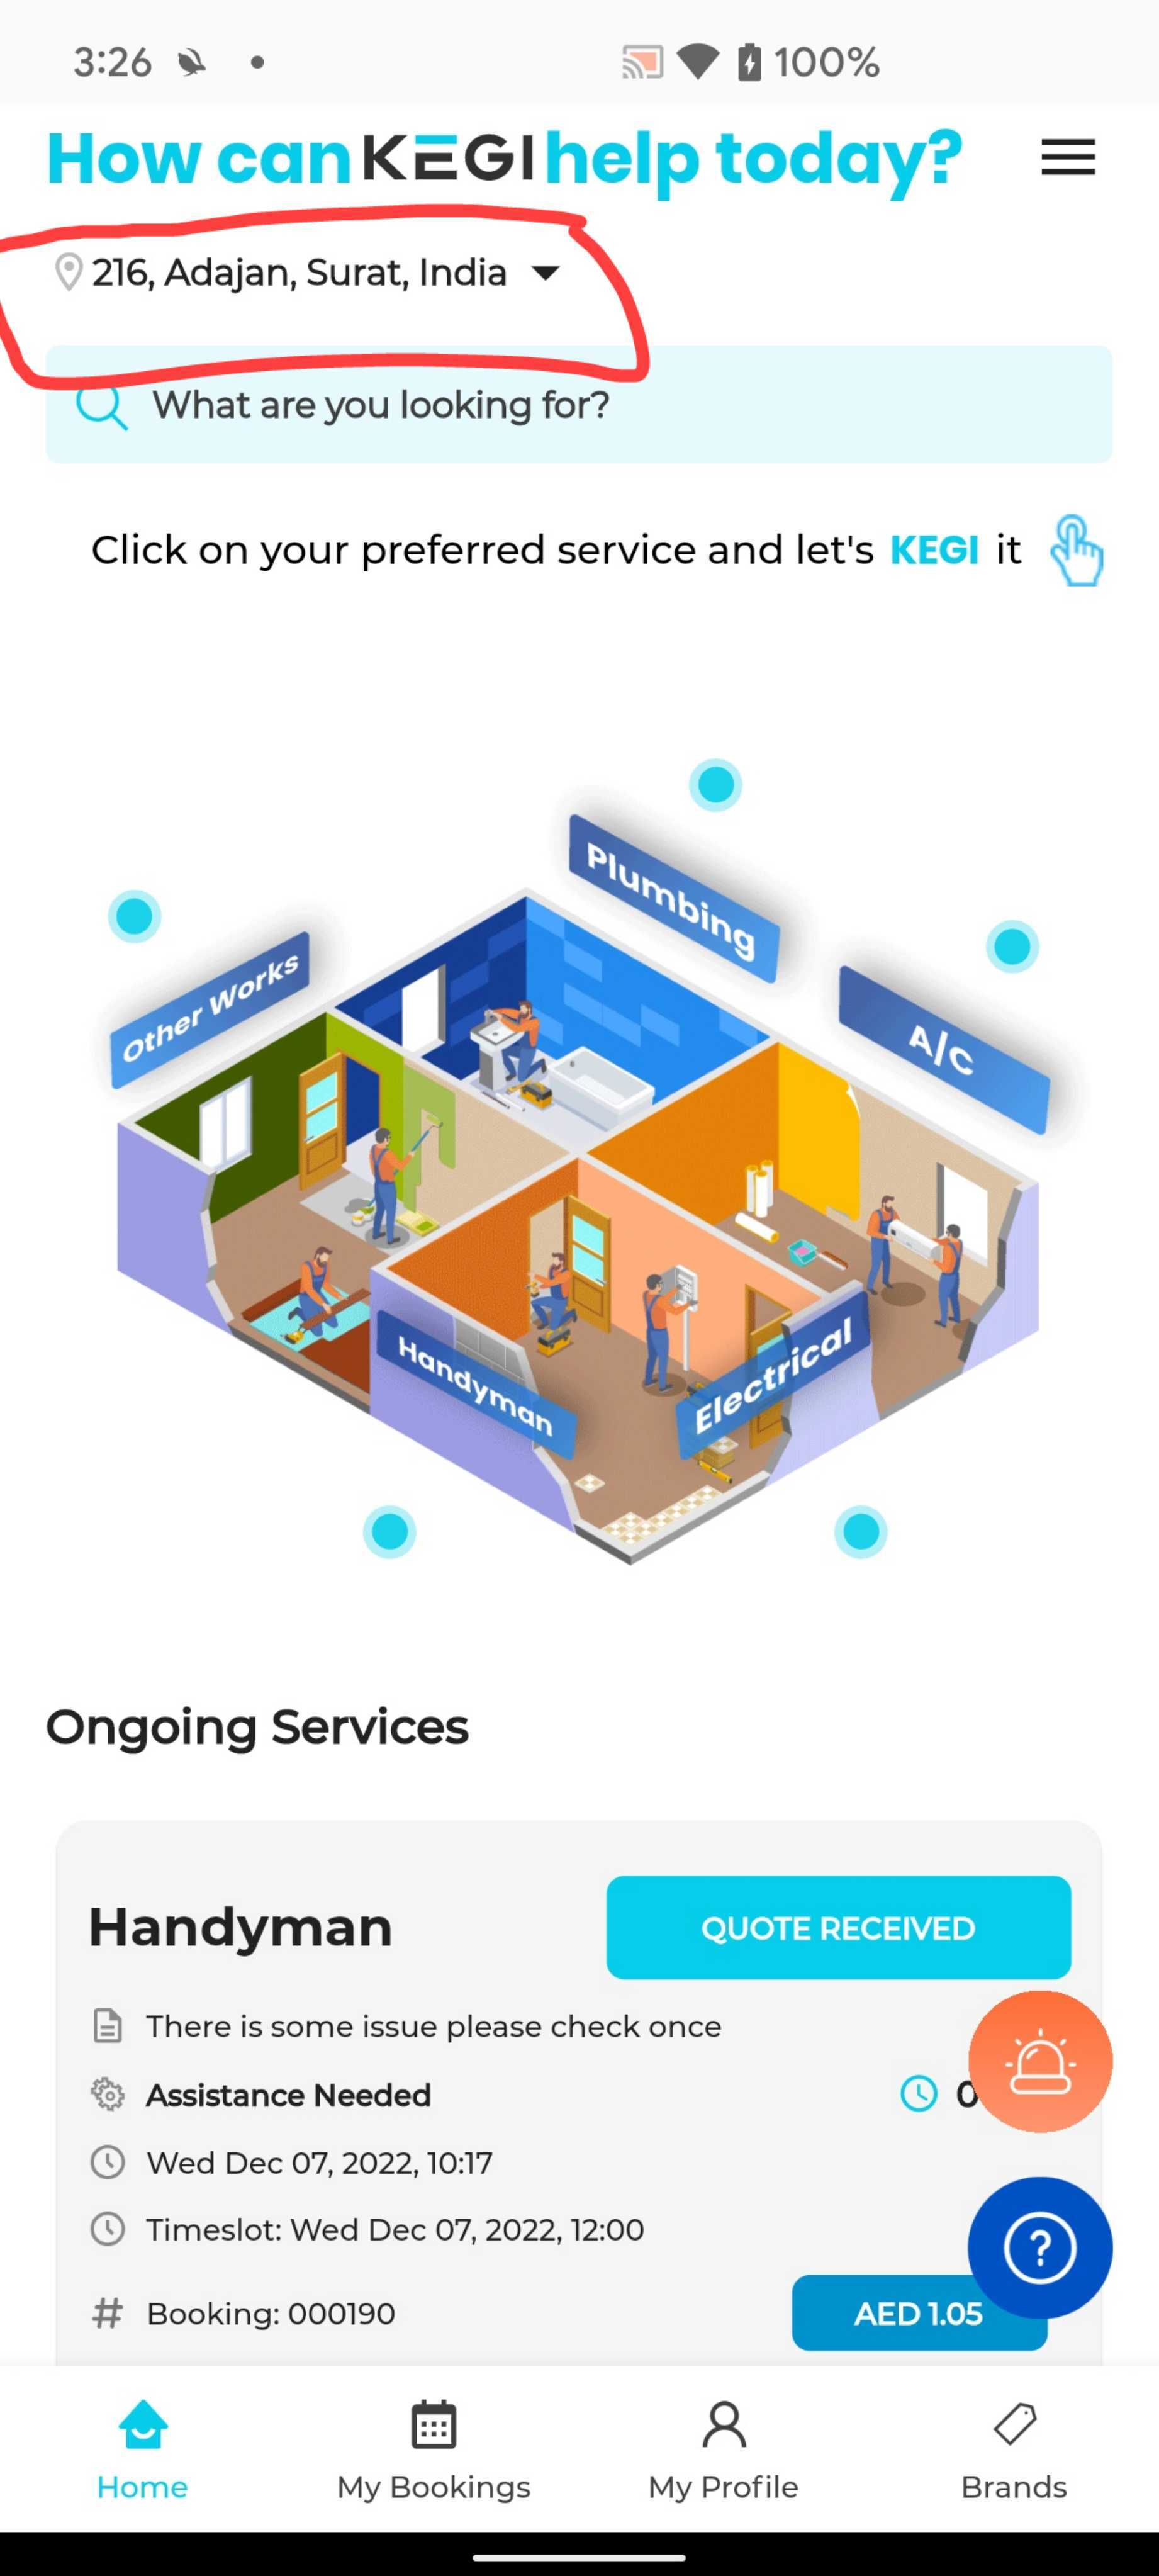 3:26 100%
How can KEGI help today?
216, Adajan, Surat, India
What are you looking for?
Click on your preferred service and let's KEGI it
Plumbing
Other Works
A/C
Handyman
Electrical
Ongoing Services
Handyman
QUOTE RECEIVED
There is some issue please check once
Assistance Needed
0
Wed Dec 07, 2022, 10:17
Timeslot: Wed Dec 07, 2022, 12:00
# Booking: 000190
AED 1.05
?
Home My Bookings My Profile Brands